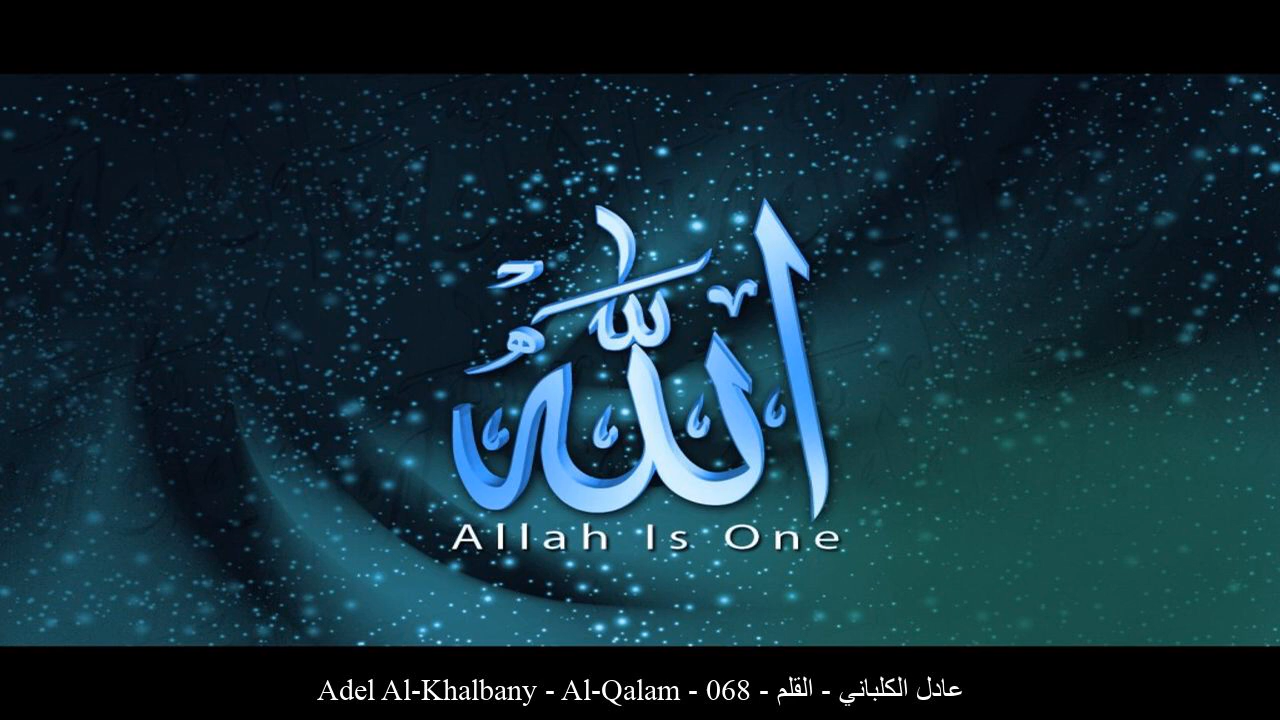 الله
Allah Is One
Adel Al-Khalbany - Al-Qalam - 068 - عادل الكلباني - القلم